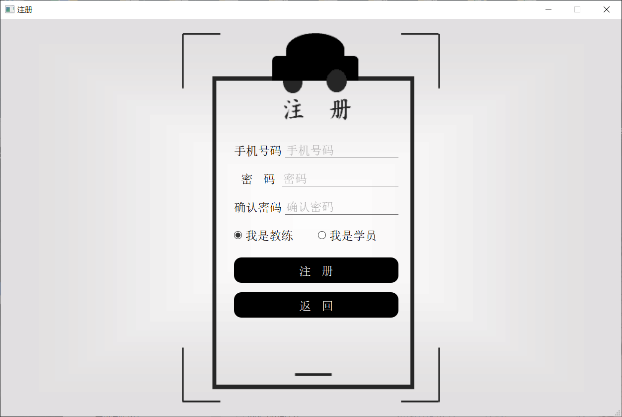 注册
注 册
手机号码 手机号码
密 码 密码
确认密码 确认密码
我是教练 我是学员
注 册
返 回